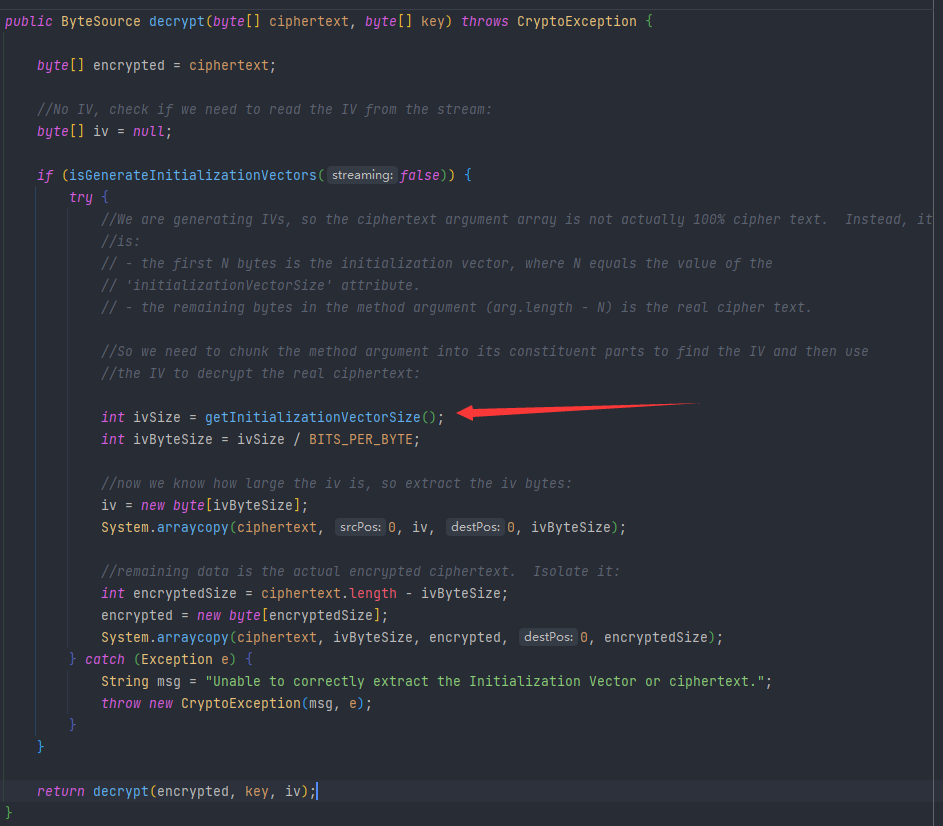 public ByteSource decrypt(byte[] ciphertext, byte[] key) throws CryptoException {
byte[] encrypted = ciphertext;
//No IV, check if we need to read the IV from the stream:
byte[] iv = null;
if (isGenerateInitializationVectors( streaming: false)) {
try {
//We are generating IVs, so the ciphertext argument array is not actually 100% cipher text.  Instead, it
//is:
// - the first N bytes is the initialization vector, where N equals the value of the
// 'initializationVectorSize' attribute.
// - the remaining bytes in the method argument (arg.length - N) is the real cipher text.
//So we need to chunk the method argument into its constituent parts to find the IV and then use
//the IV to decrypt the real ciphertext:
int ivSize = getInitializationVectorSize();
int ivByteSize = ivSize / BITS_PER_BYTE;
//now we know how large the iv is, so extract the iv bytes:
iv = new byte[ivByteSize];
System.arraycopy(ciphertext, srcPos: 0, iv, destPos: 0, ivByteSize);
//remaining data is the actual encrypted ciphertext.  Isolate it:
int encryptedSize = ciphertext.length - ivByteSize;
encrypted = new byte[encryptedSize];
System.arraycopy(ciphertext, ivByteSize, encrypted, destPos: 0, encryptedSize);
} catch (Exception e) {
String msg = "Unable to correctly extract the Initialization Vector or ciphertext.";
throw new CryptoException(msg, e);
}
}
return decrypt(encrypted, key, iv);
}